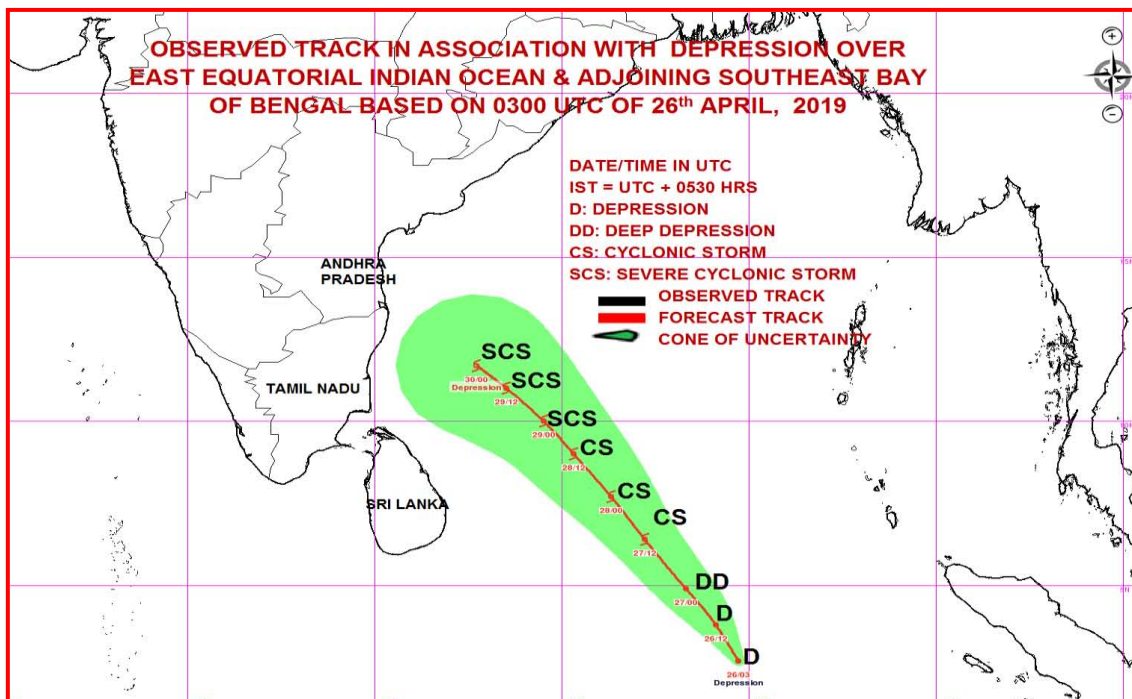 OBSERVED TRACK IN ASSOCIATION WITH DEPRESSION OVER
EAST EQUATORIAL INDIAN OCEAN & ADJOINING SOUTHEAST BAY
OF BENGAL BASED ON 0300 UTC OF 26th APRIL, 2019
DATE/TIME IN UTC
IST = UTC + 0530 HRS
D: DEPRESSION
DD: DEEP DEPRESSION
CS: CYCLONIC STORM
SCS: SEVERE CYCLONIC STORM
OBSERVED TRACK
FORECAST TRACK
CONE OF UNCERTAINTY
ANDHRA
PRADESH
TAMIL NADU
SRI LANKA
SCS
30/00
Depression
SCS
29/12
SCS
29/00
CS
28/12
CS
28/00
CS
27/12
DD
27/00
D
26/12
D
26/03
Depression